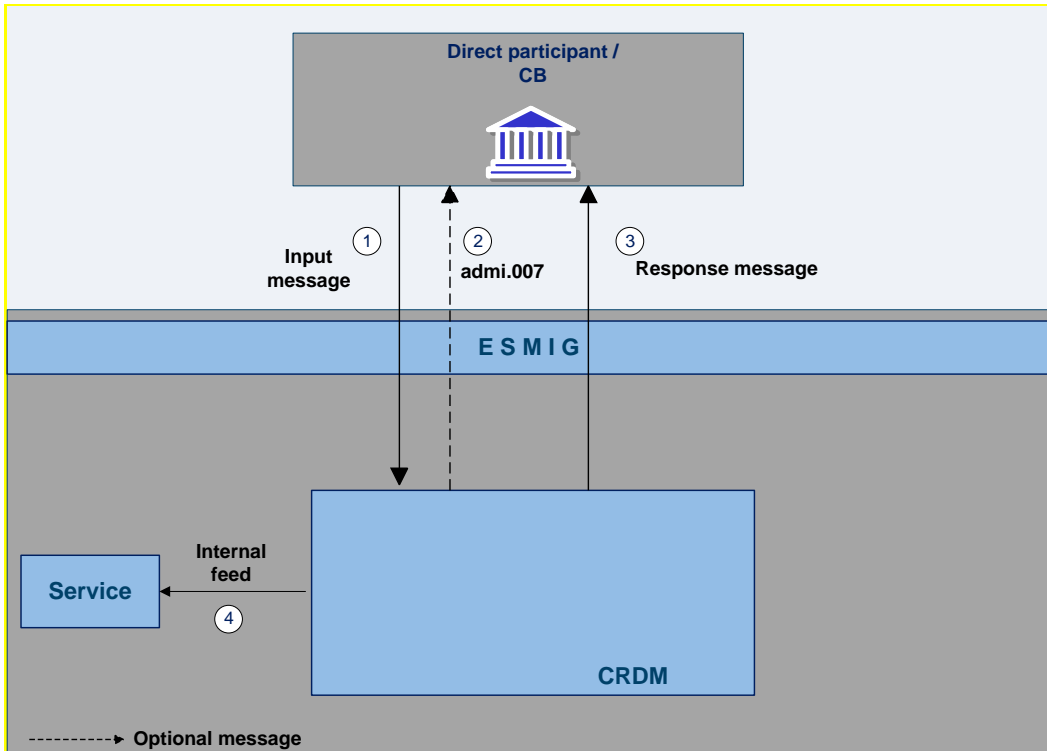 Direct participant /
CB
1
2
3
Input
message
admi.007
Response message
E S M I G
Internal
feed
Service
4
CRDM
Optional message